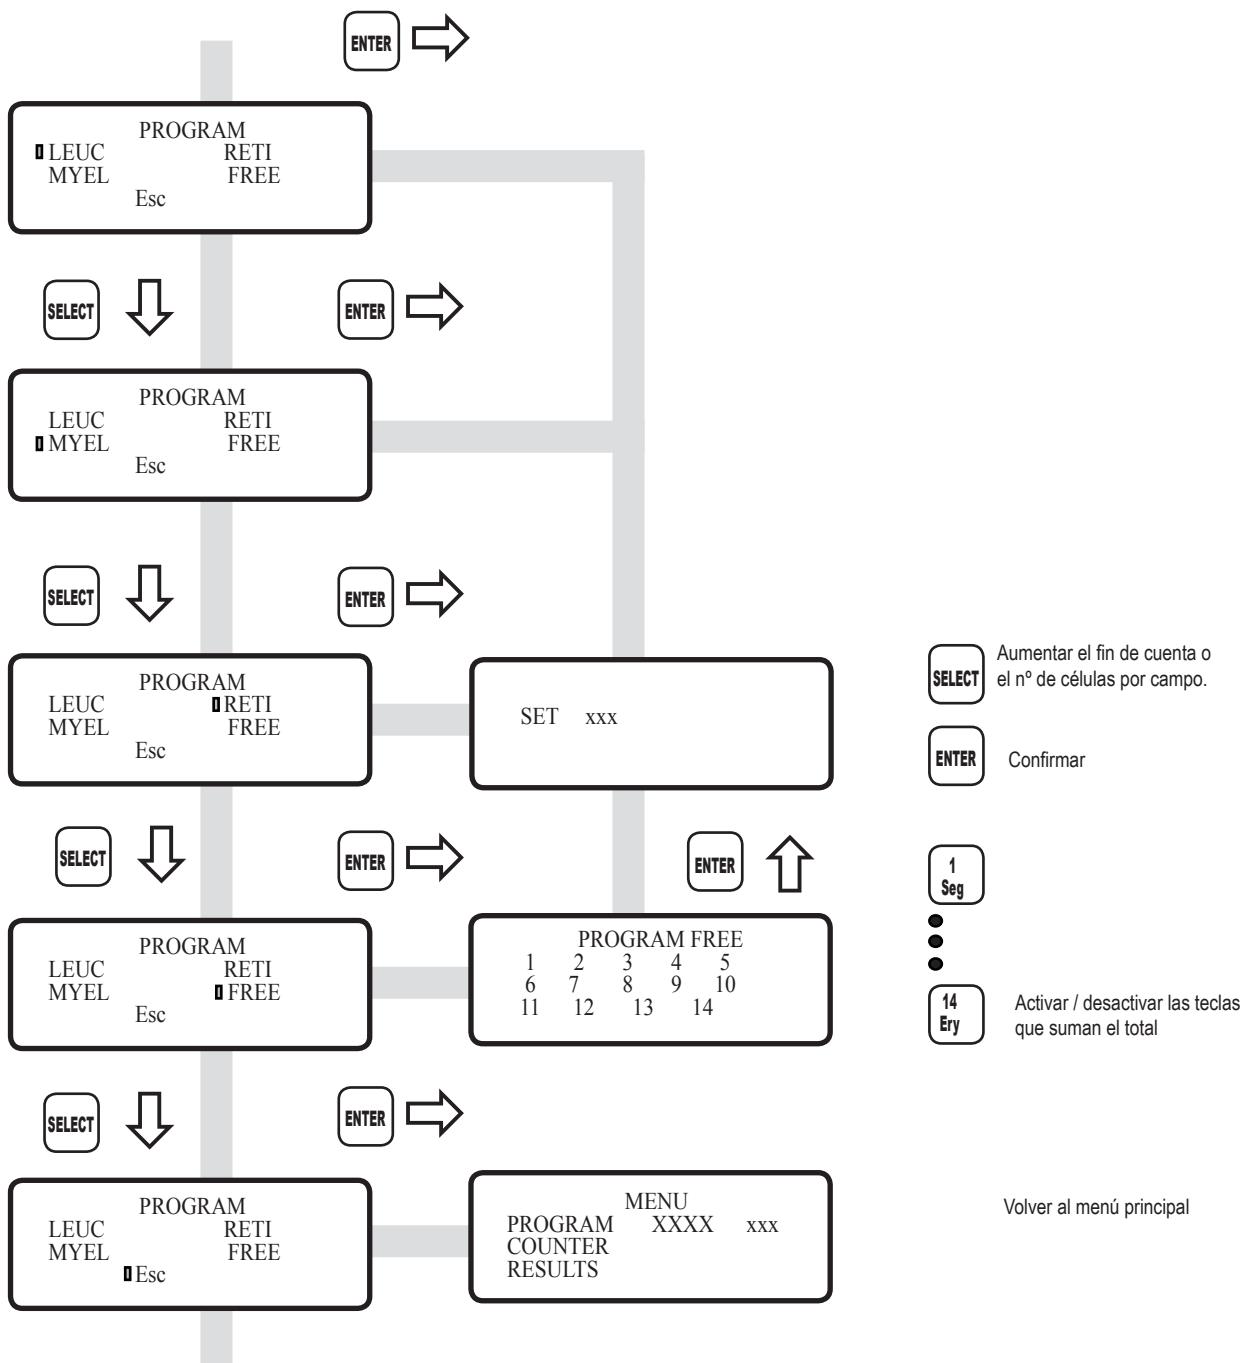 ENTER
PROGRAM
LEUC RETI
MYEL FREE
Esc
SELECT ENTER
PROGRAM
LEUC RETI
MYEL FREE
Esc
SELECT ENTER
PROGRAM
LEUC RETI
MYEL FREE
Esc
SET xxx
SELECT
Aumentar el fin de cuenta o
el nº de células por campo.
ENTER Confirmar
SELECT ENTER ENTER
1
Seg
PROGRAM
LEUC RETI
MYEL FREE
Esc
PROGRAM FREE
1 2 3 4 5
6 7 8 9 10
11 12 13 14
14
Ery
Activar / desactivar las teclas
que suman el total
SELECT ENTER
PROGRAM
LEUC RETI
MYEL FREE
Esc
MENU
PROGRAM XXXX xxx
COUNTER
RESULTS
Volver al menú principal